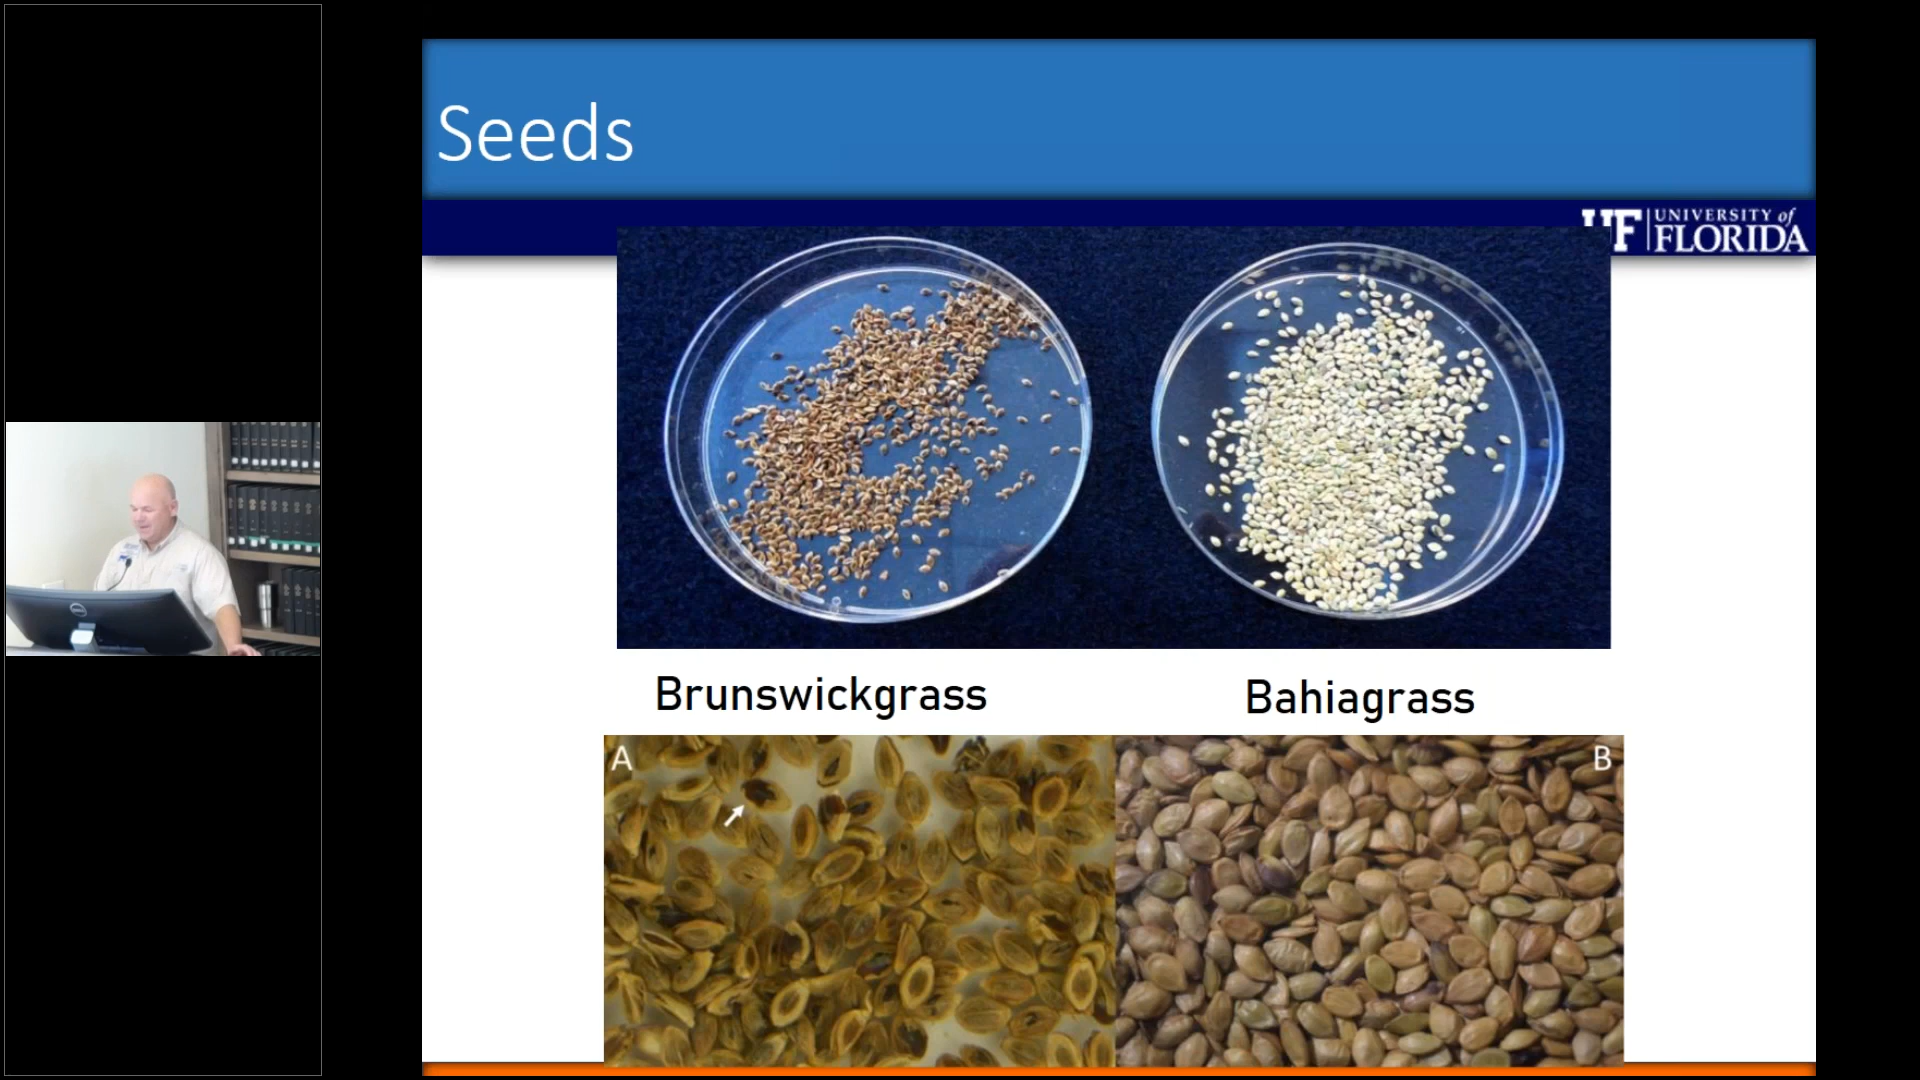 Seeds
UF UNIVERSITY of
FLORIDA
Brunswickgrass
Bahiagrass
A
B